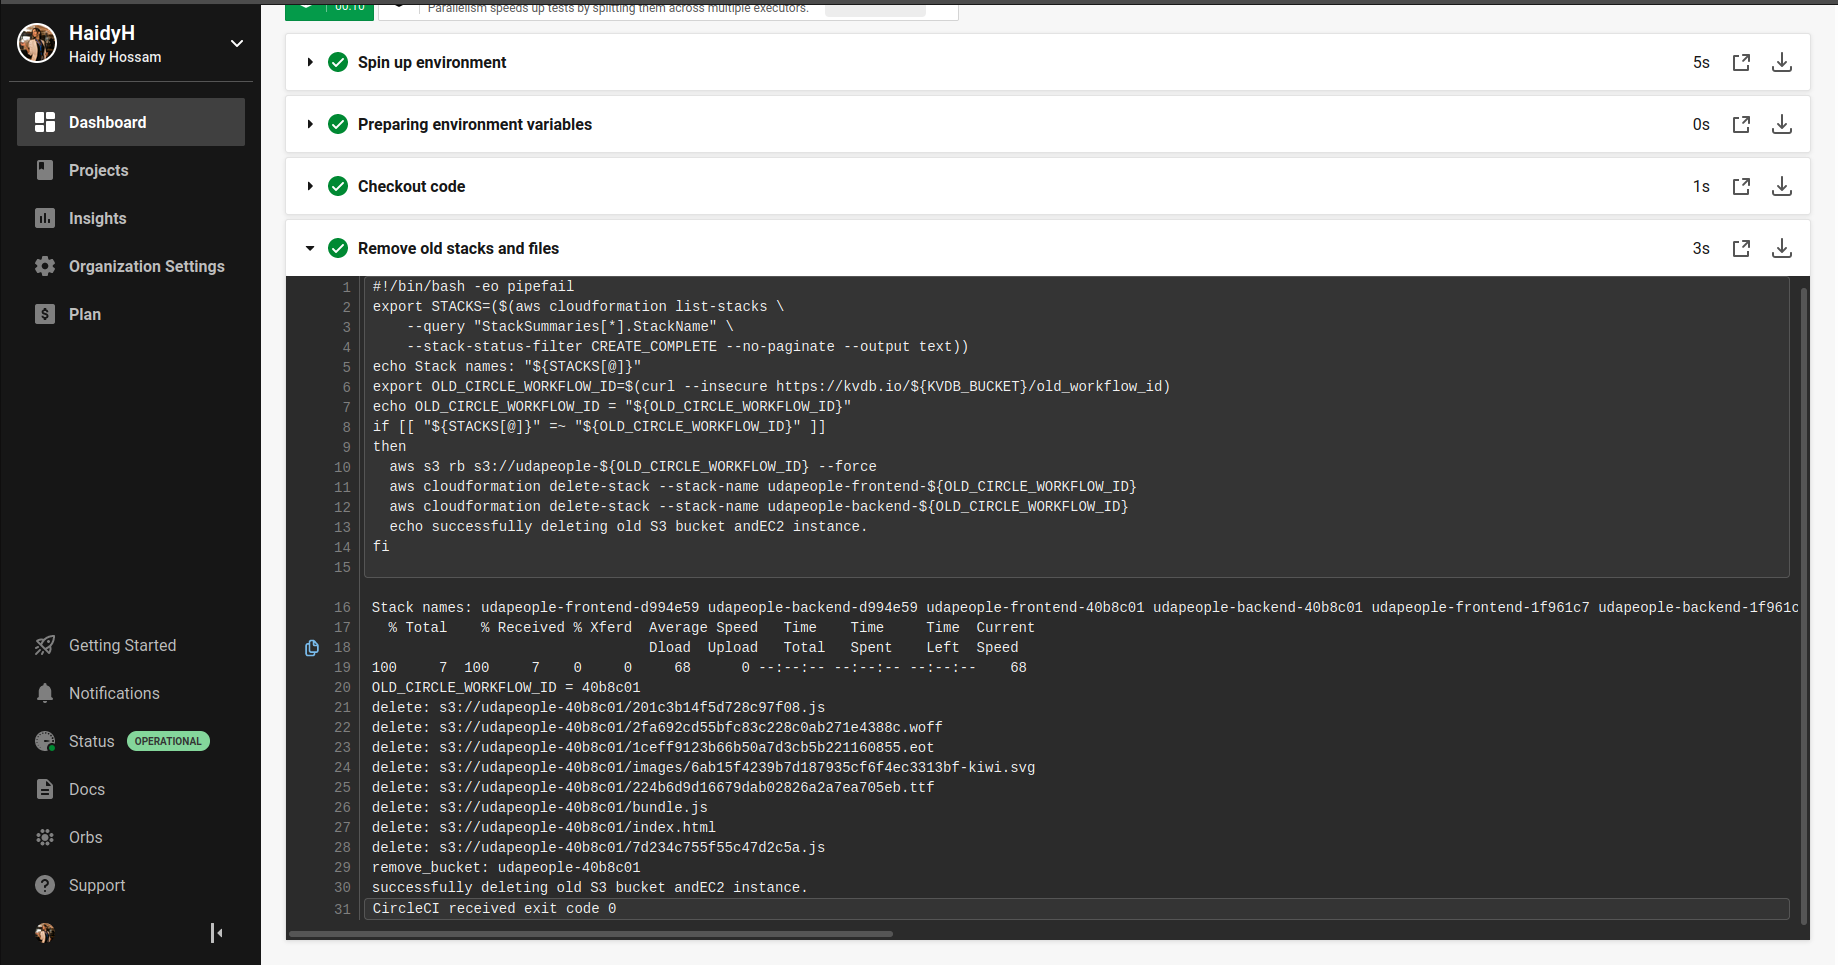 HaidyH
Haidy Hossam
Dashboard
Projects
Insights
Organization Settings
Plan
Getting Started
Notifications
Status OPERATIONAL
Docs
Orbs
Support
00:10
Parallelism speeds up tests by splitting them across multiple executors.
Spin up environment 5s
Preparing environment variables 0s
Checkout code 1s
Remove old stacks and files 3s
1 #!/bin/bash -eo pipefail
2 export STACKS=($(aws cloudformation list-stacks \
3     --query "StackSummaries[*].StackName" \
4     --stack-status-filter CREATE_COMPLETE --no-paginate --output text))
5 echo Stack names: "${STACKS[@]}"
6 export OLD_CIRCLE_WORKFLOW_ID=$(curl --insecure https://kvdb.io/${KVDB_BUCKET}/old_workflow_id)
7 echo OLD_CIRCLE_WORKFLOW_ID = "${OLD_CIRCLE_WORKFLOW_ID}"
8 if [[ "${STACKS[@]}" =~ "${OLD_CIRCLE_WORKFLOW_ID}" ]]
9 then
10   aws s3 rb s3://udapeople-${OLD_CIRCLE_WORKFLOW_ID} --force
11   aws cloudformation delete-stack --stack-name udapeople-frontend-${OLD_CIRCLE_WORKFLOW_ID}
12   aws cloudformation delete-stack --stack-name udapeople-backend-${OLD_CIRCLE_WORKFLOW_ID}
13   echo successfully deleting old S3 bucket andEC2 instance.
14 fi
15
16 Stack names: udapeople-frontend-d994e59 udapeople-backend-d994e59 udapeople-frontend-40b8c01 udapeople-backend-40b8c01 udapeople-frontend-1f961c7 udapeople-backend-1f961c
17   % Total    % Received % Xferd  Average Speed   Time    Time     Time  Current
18                                  Dload  Upload   Total   Spent    Left  Speed
19 100     7  100     7    0     0     68      0 --:--:-- --:--:-- --:--:--    68
20 OLD_CIRCLE_WORKFLOW_ID = 40b8c01
21 delete: s3://udapeople-40b8c01/201c3b14f5d728c97f08.js
22 delete: s3://udapeople-40b8c01/2fa692cd55bfc83c228c0ab271e4388c.woff
23 delete: s3://udapeople-40b8c01/1ceff9123b66b50a7d3cb5b221160855.eot
24 delete: s3://udapeople-40b8c01/images/6ab15f4239b7d187935cf6f4ec3313bf-kiwi.svg
25 delete: s3://udapeople-40b8c01/224b6d9d16679dab02826a2a7ea705eb.ttf
26 delete: s3://udapeople-40b8c01/bundle.js
27 delete: s3://udapeople-40b8c01/index.html
28 delete: s3://udapeople-40b8c01/7d234c755f55c47d2c5a.js
29 remove_bucket: udapeople-40b8c01
30 successfully deleting old S3 bucket andEC2 instance.
31 CircleCI received exit code 0